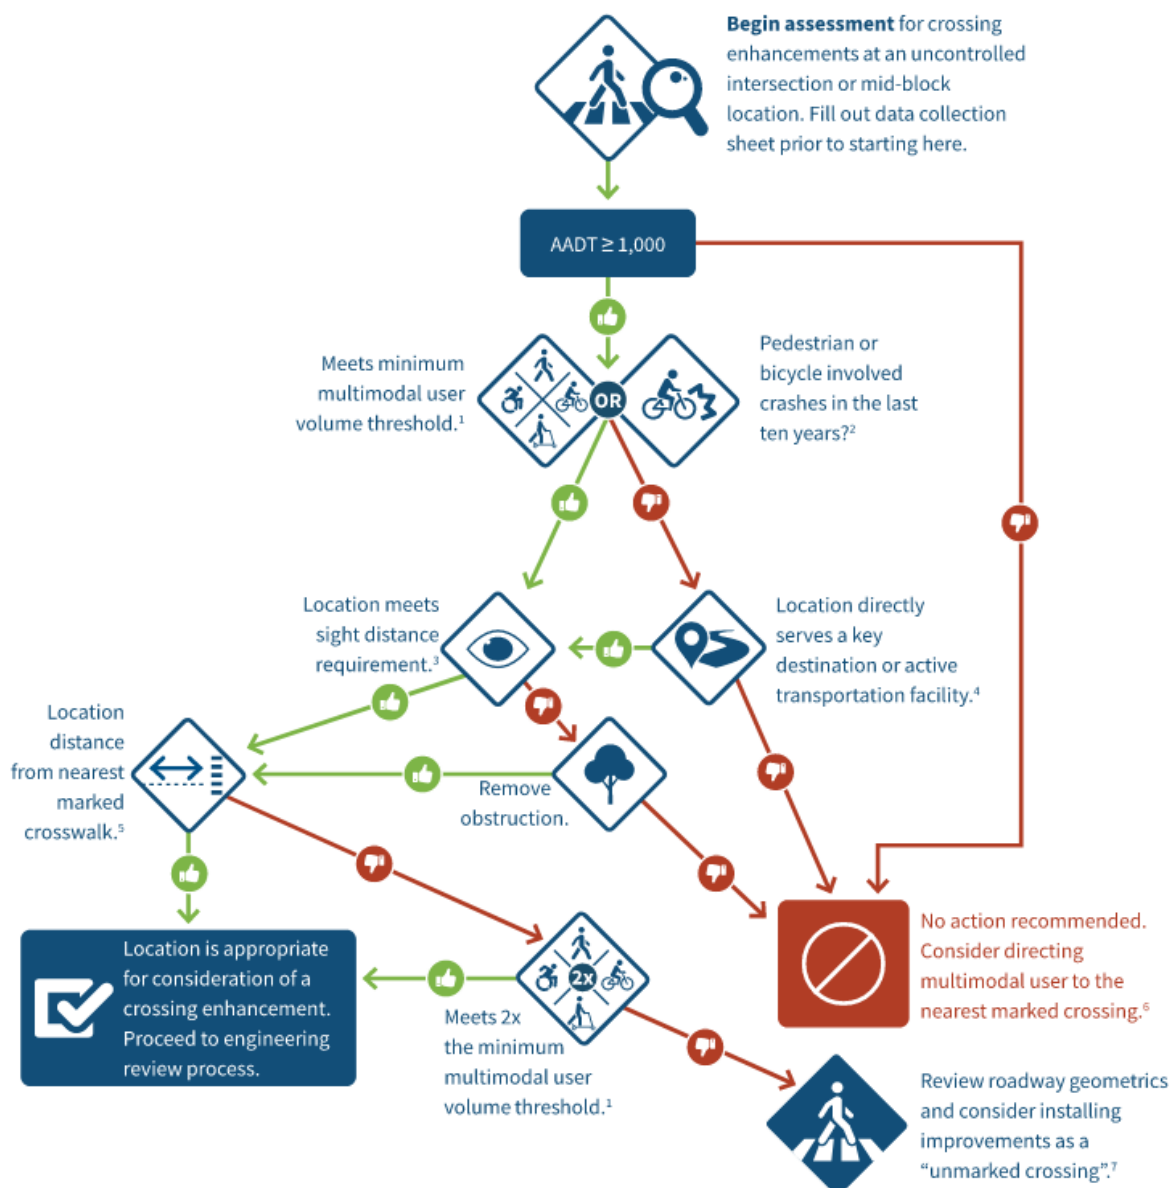 Begin assessment for crossing
enhancements at an uncontrolled
intersection or mid-block
location. Fill out data collection
sheet prior to starting here.
AADT ≥ 1,000
Meets minimum
multimodal user
volume threshold.¹
OR
Pedestrian or
bicycle involved
crashes in the last
ten years?²
Location meets
sight distance
requirement.³
Location directly
serves a key
destination or active
transportation facility.⁴
Location
distance
from nearest
marked
crosswalk.⁵
Remove
obstruction.
Location is appropriate
for consideration of a
crossing enhancement.
Proceed to engineering
review process.
2x
Meets 2x
the minimum
multimodal user
volume threshold.¹
No action recommended.
Consider directing
multimodal user to the
nearest marked crossing.⁶
Review roadway geometrics
and consider installing
improvements as a
“unmarked crossing”.⁷